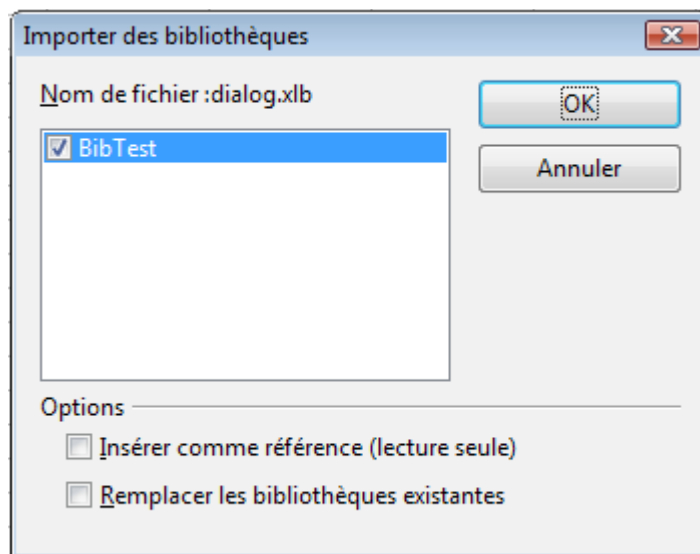 Importer des bibliothèques
Nom de fichier :dialog.xlb
OK
BibTest
Annuler
Options
Insérer comme référence (lecture seule)
Remplacer les bibliothèques existantes